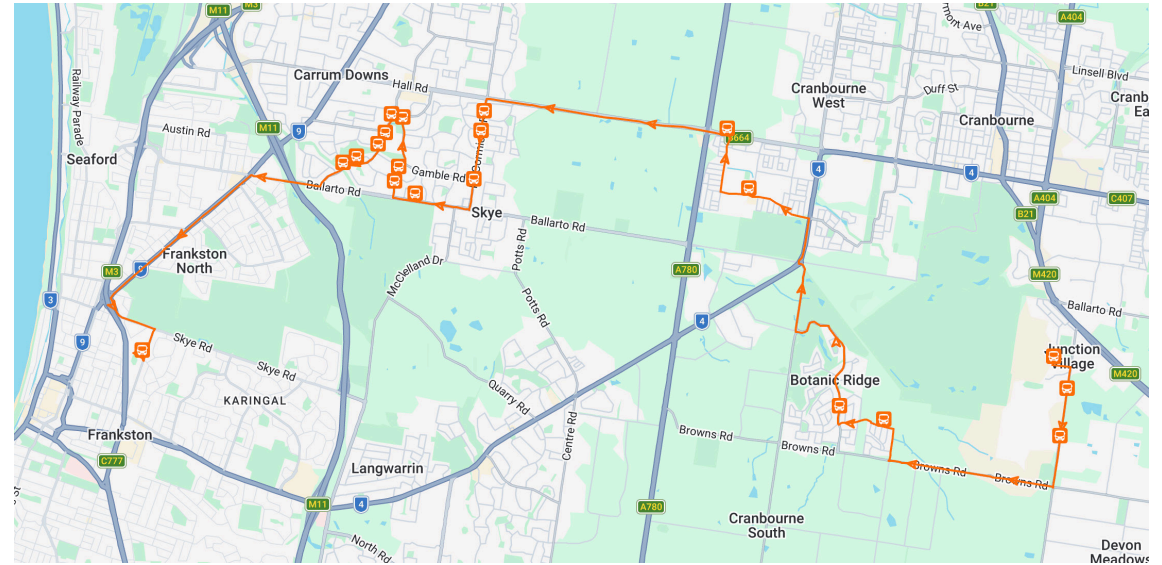 M11
M3
B21
A404
rmont Ave
Linsell Blvd
Carrum Downs
Hall Rd
Cranbourne
West
Duff St
Cranb
Ea
Railway Parade
Austin Rd
M11
9
B664
Cranbourne
Seaford
4
4
Gamble Rd
Ballarto Rd
A404
C407
Skye
Ballarto Rd
B21
Potts Rd
Frankston
North
McClelland Dr
M3
9
A780
M420
3
Potts Rd
Ballarto Rd
4
9
Skye Rd
Skye Rd
Junction
Village
M420
Botanic Ridge
Quarry Rd
KARINGAL
Centre Rd
Frankston
Browns Rd
Browns Rd
C777
Langwarrin
Browns Rd
Browns Rd
M11
4
A780
Cranbourne
South
North Rd
Devon
Meadows